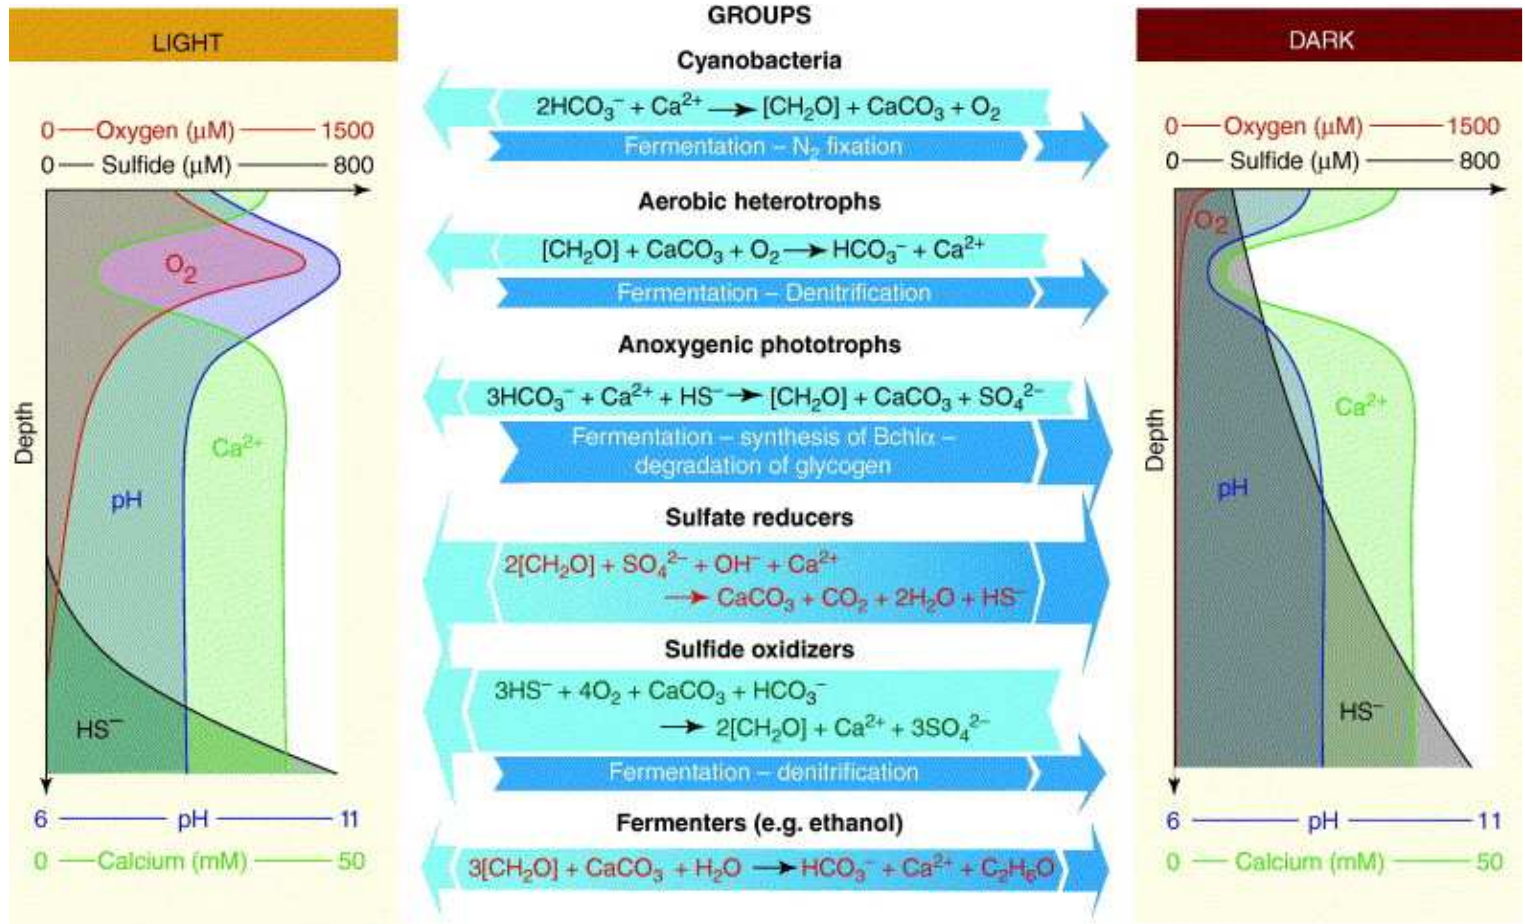 LIGHT
0 Oxygen (μM) 1500
0 Sulfide (μM) 800
O₂
Depth
Ca²⁺
pH
HS⁻
6 pH 11
0 Calcium (mM) 50
GROUPS
Cyanobacteria
2HCO₃⁻ + Ca²⁺ → [CH₂O] + CaCO₃ + O₂
Fermentation – N₂ fixation
Aerobic heterotrophs
[CH₂O] + CaCO₃ + O₂ → HCO₃⁻ + Ca²⁺
Fermentation – Denitrification
Anoxygenic phototrophs
3HCO₃⁻ + Ca²⁺ + HS⁻ → [CH₂O] + CaCO₃ + SO₄²⁻
Fermentation – synthesis of Bchlα –
degradation of glycogen
Sulfate reducers
2[CH₂O] + SO₄²⁻ + OH⁻ + Ca²⁺
→ CaCO₃ + CO₂ + 2H₂O + HS⁻
Sulfide oxidizers
3HS⁻ + 4O₂ + CaCO₃ + HCO₃⁻
→ 2[CH₂O] + Ca²⁺ + 3SO₄²⁻
Fermentation – denitrification
Fermenters (e.g. ethanol)
3[CH₂O] + CaCO₃ + H₂O → HCO₃⁻ + Ca²⁺ + C₂H₆O
DARK
0 Oxygen (μM) 1500
0 Sulfide (μM) 800
O₂
Depth
Ca²⁺
pH
HS⁻
6 pH 11
0 Calcium (mM) 50